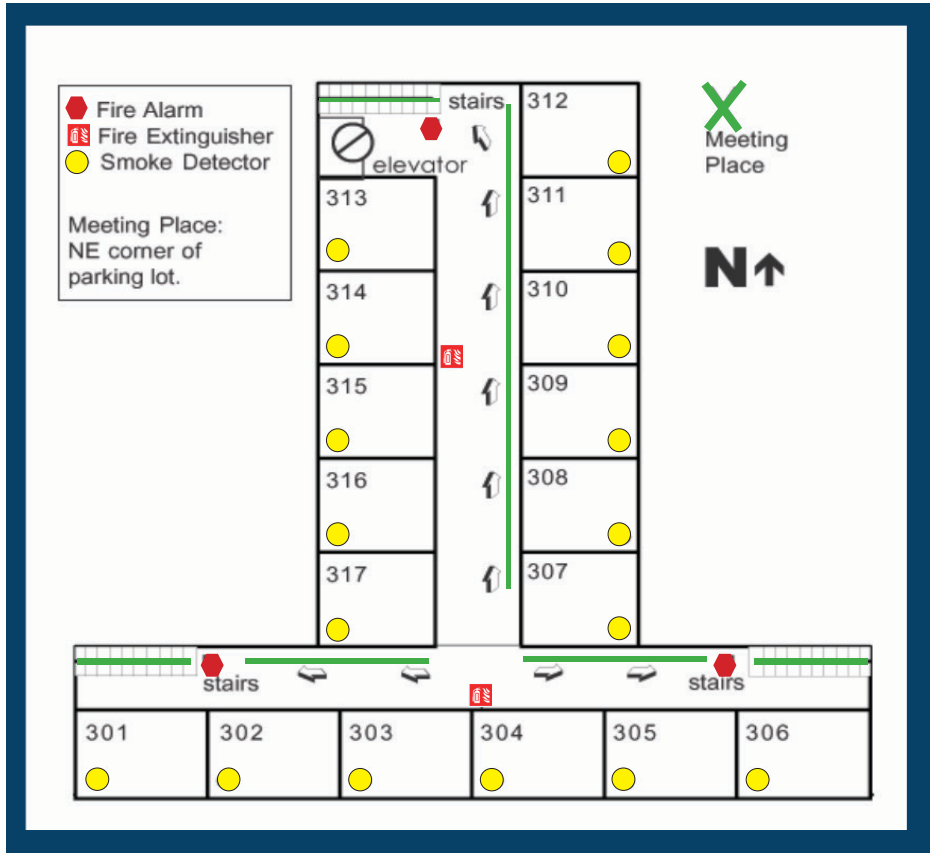 Fire Alarm
Fire Extinguisher
Smoke Detector
Meeting Place:
NE corner of
parking lot.
stairs
elevator
312
313
311
314
310
315
309
316
308
317
307
Meeting
Place
N
stairs
stairs
301
302
303
304
305
306